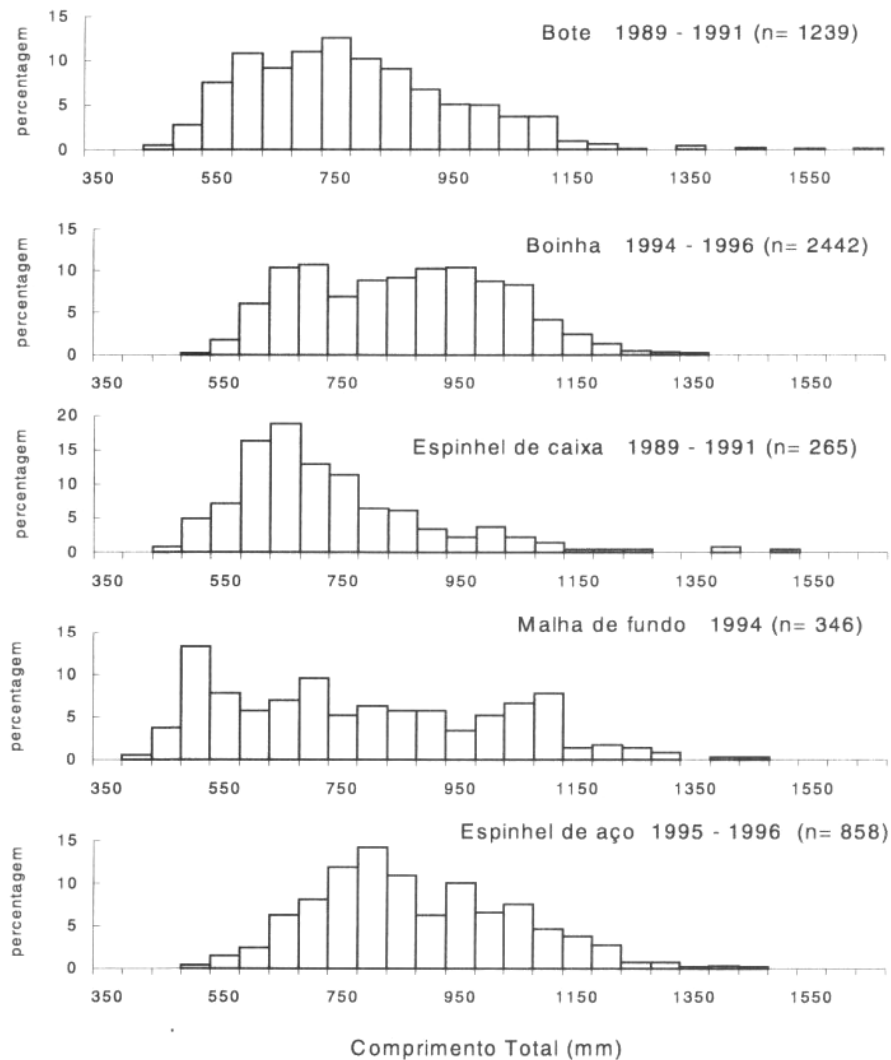 Bote 1989 - 1991 (n= 1239)
percentagem
15
10
5
0
350 550 750 950 1150 1350 1550
Boinha 1994 - 1996 (n= 2442)
percentagem
15
10
5
0
350 550 750 950 1150 1350 1550
Espinhel de caixa 1989 - 1991 (n= 265)
percentagem
20
15
10
5
0
350 550 750 950 1150 1350 1550
Malha de fundo 1994 (n= 346)
percentagem
15
10
5
0
350 550 750 950 1150 1350 1550
Espinhel de aço 1995 - 1996 (n= 858)
percentagem
15
10
5
0
350 550 750 950 1150 1350 1550
Comprimento Total (mm)